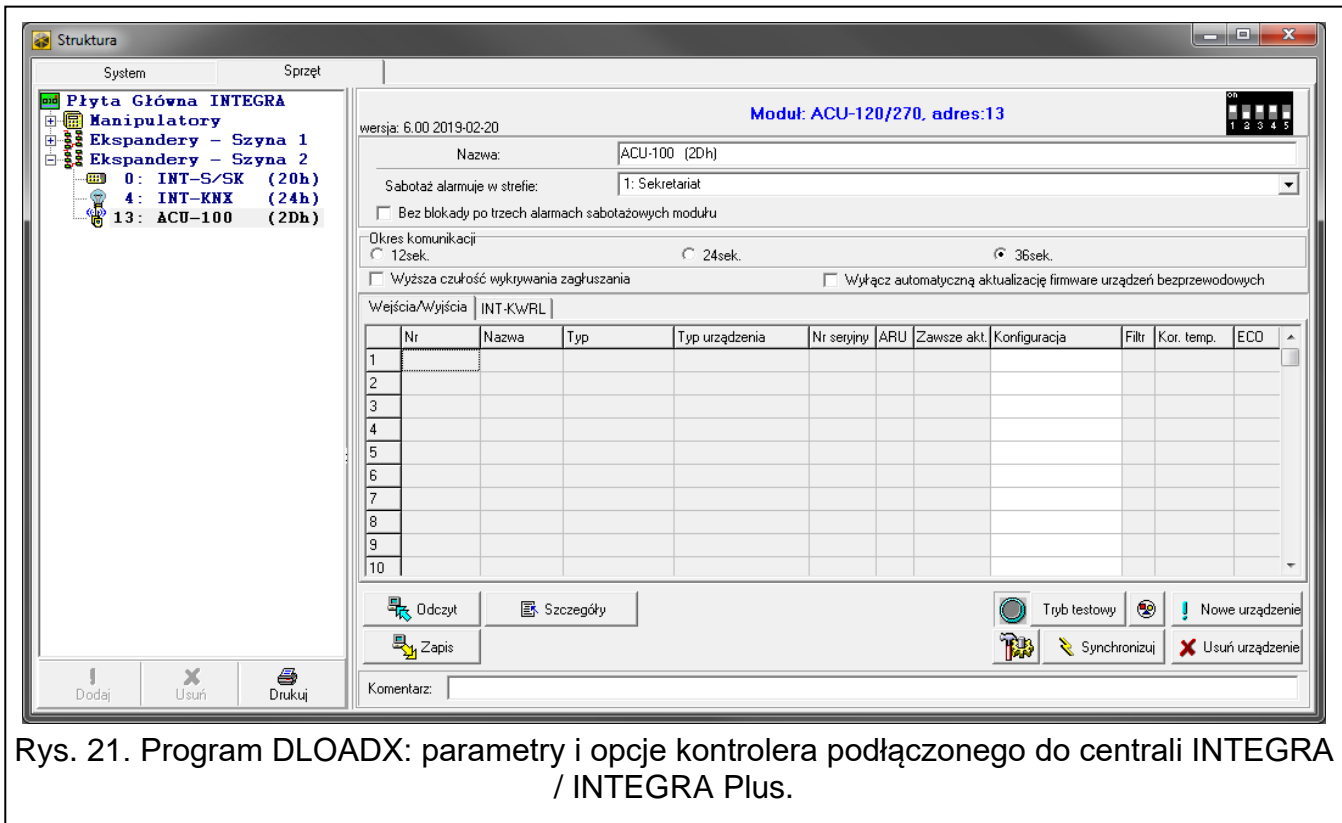 Struktura
System Sprzęt
Płyta Główna INTEGRA
Manipulatory
Ekspandery – Szyna 1
Ekspandery – Szyna 2
0: INT-S/SK (20h)
4: INT-KNX (24h)
13: ACU-100 (2Dh)
Dodaj Usuń Drukuj
wersja: 6.00 2019-02-20
Moduł: ACU-120/270, adres:13
on
1 2 3 4 5
Nazwa: ACU-100 (2Dh)
Sabotaż alarmuje w strefie: 1: Sekretariat
Bez blokady po trzech alarmach sabotażowych modułu
Okres komunikacji
12sek. 24sek. 36sek.
Wyższa czułość wykrywania zagłuszania Wyłącz automatyczną aktualizację firmware urządzeń bezprzewodowych
Wejścia/Wyjścia INT-KWRL
Nr Nazwa Typ Typ urządzenia Nr seryjny ARU Zawsze akt. Konfiguracja Filtr Kor. temp. ECO
1
2
3
4
5
6
7
8
9
10
Odczyt Szczegóły Tryb testowy Nowe urządzenie
Zapis Synchronizuj Usuń urządzenie
Komentarz:
Rys. 21. Program DLOADX: parametry i opcje kontrolera podłączonego do centrali INTEGRA
/ INTEGRA Plus.